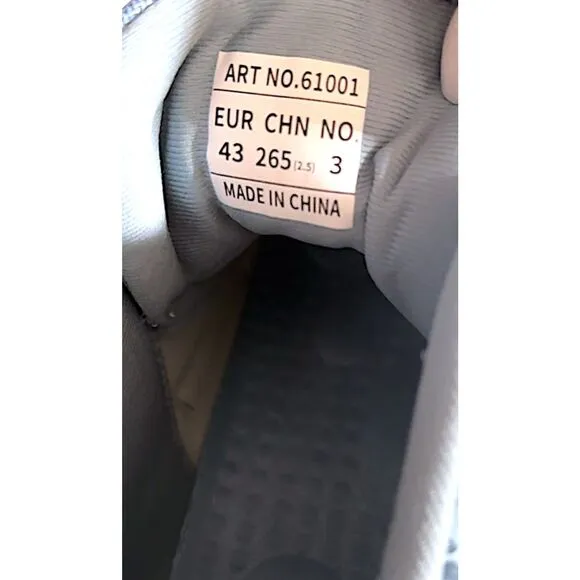 ART NO.61001
EUR CHN NO.
43 265(2.5) 3
MADE IN CHINA